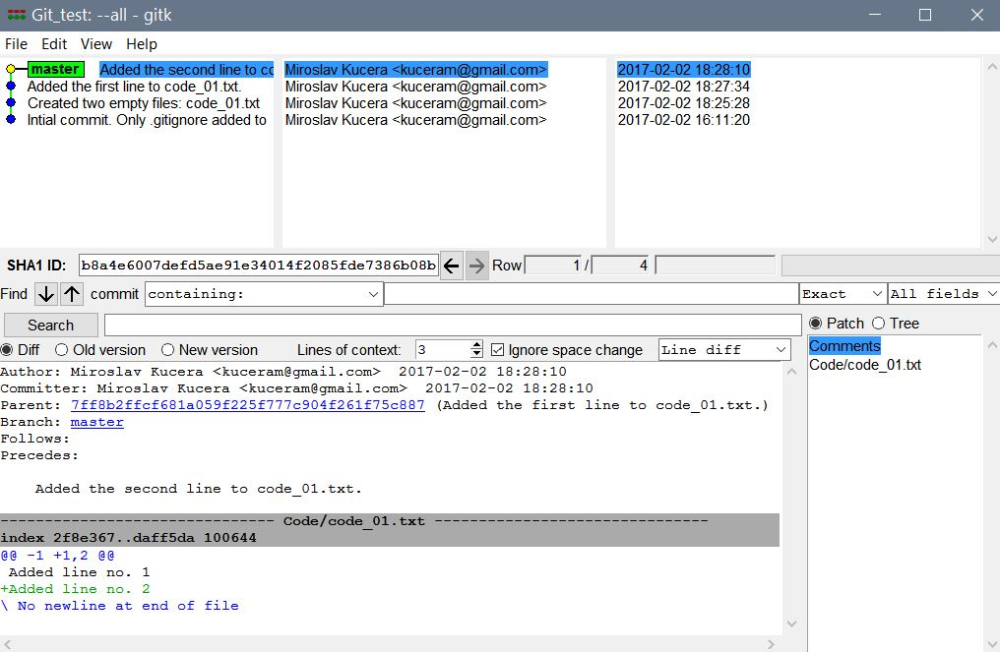 Git_test: --all - gitk
File Edit View Help
master Added the second line to co Miroslav Kucera <kuceram@gmail.com> 2017-02-02 18:28:10
Added the first line to code_01.txt. Miroslav Kucera <kuceram@gmail.com> 2017-02-02 18:27:34
Created two empty files: code_01.txt Miroslav Kucera <kuceram@gmail.com> 2017-02-02 18:25:28
Intial commit. Only .gitignore added to Miroslav Kucera <kuceram@gmail.com> 2017-02-02 16:11:20
SHA1 ID: b8a4e6007defd5ae91e34014f2085fde7386b08b Row 1 / 4
Find commit containing: Exact All fields
Search Patch Tree
Diff Old version New version Lines of context: 3 Ignore space change Line diff
Comments
Code/code_01.txt
Author: Miroslav Kucera <kuceram@gmail.com>  2017-02-02 18:28:10
Committer: Miroslav Kucera <kuceram@gmail.com>  2017-02-02 18:28:10
Parent: 7ff8b2ffcf681a059f225f777c904f261f75c887 (Added the first line to code_01.txt.)
Branch: master
Follows:
Precedes:
Added the second line to code_01.txt.
------------------------------- Code/code_01.txt -------------------------------
index 2f8e367..daff5da 100644
@@ -1 +1,2 @@
Added line no. 1
+Added line no. 2
\ No newline at end of file